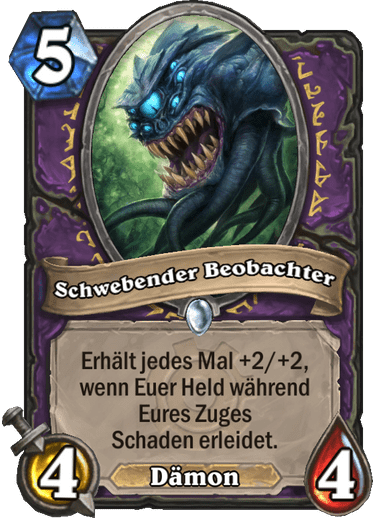 5
Schwebender Beobachter
Erhält jedes Mal +2/+2,
wenn Euer Held während
Eures Zuges
Schaden erleidet.
4
Dämon
4